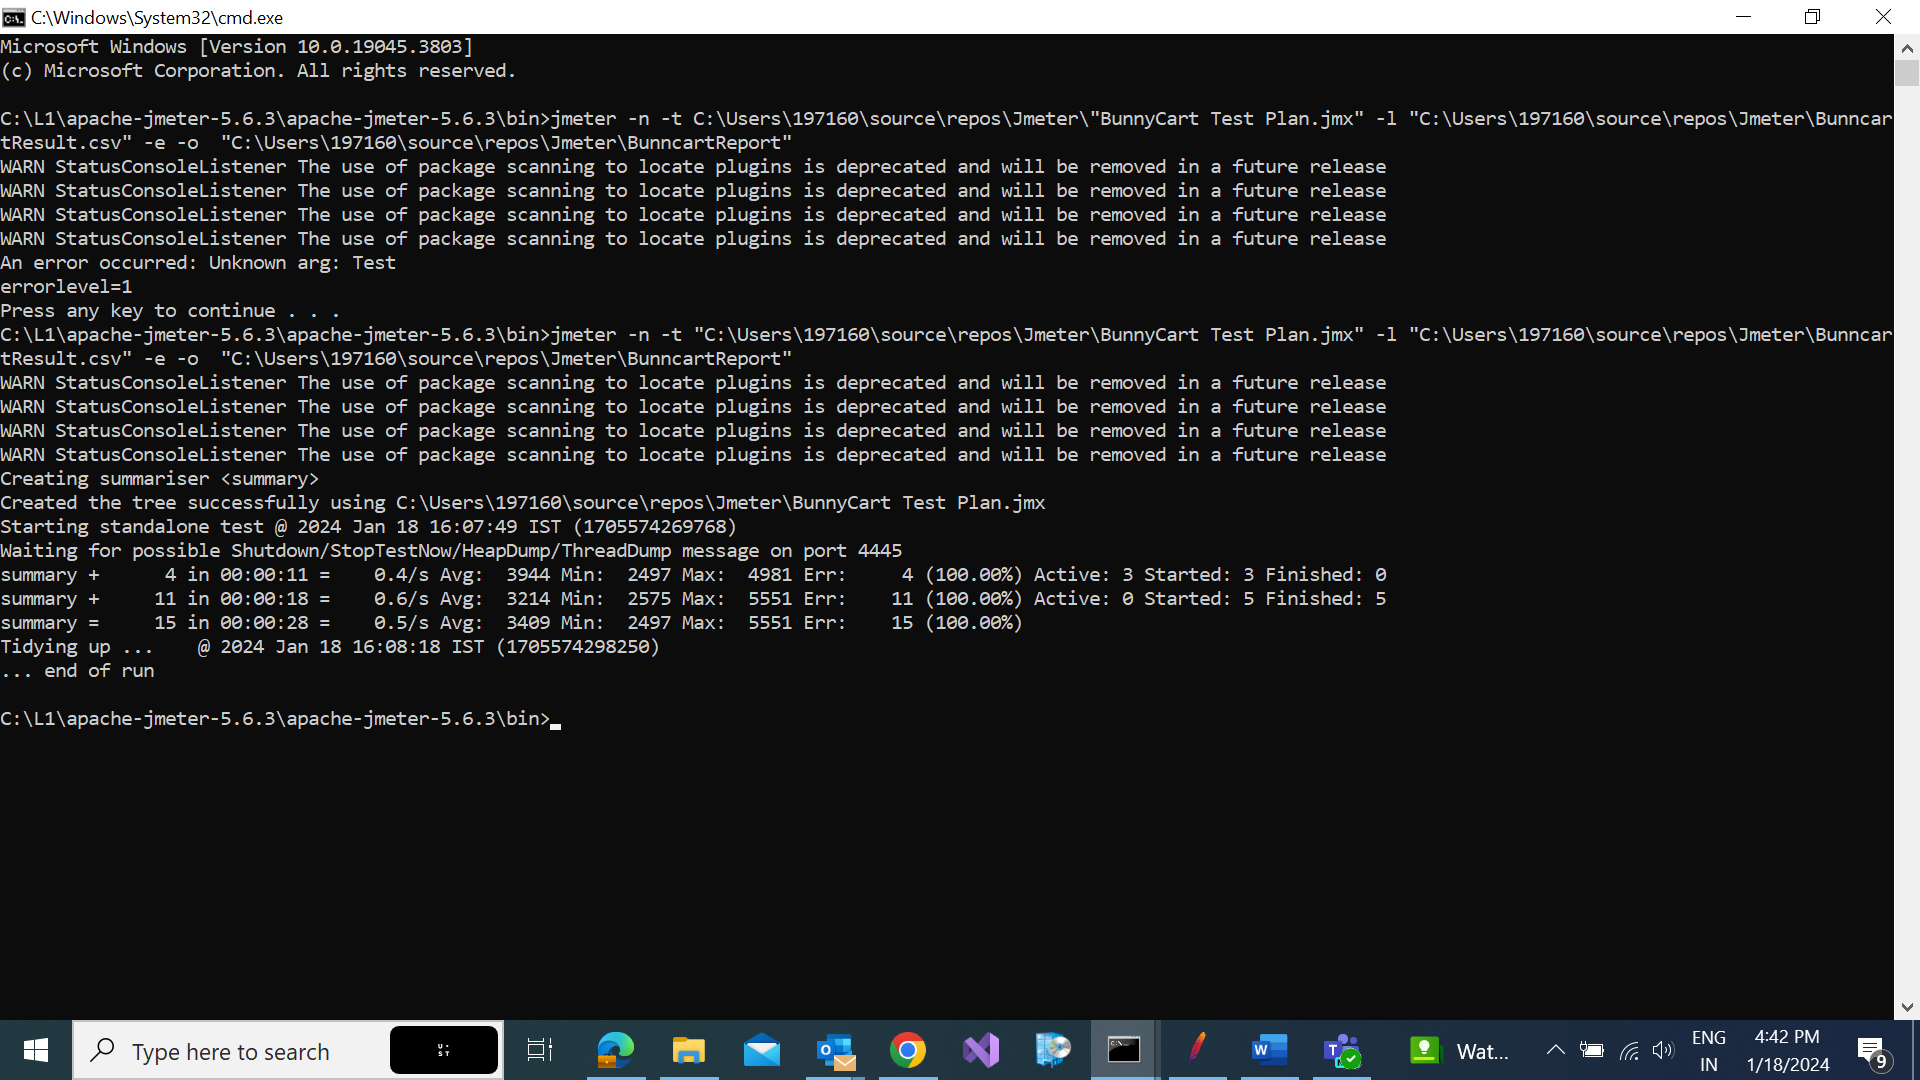 C:\Windows\System32\cmd.exe
Microsoft Windows [Version 10.0.19045.3803]
(c) Microsoft Corporation. All rights reserved.
C:\L1\apache-jmeter-5.6.3\apache-jmeter-5.6.3\bin>jmeter -n -t C:\Users\197160\source\repos\Jmeter\"BunnyCart Test Plan.jmx" -l "C:\Users\197160\source\repos\Jmeter\Bunncar
tResult.csv" -e -o  "C:\Users\197160\source\repos\Jmeter\BunncartReport"
WARN StatusConsoleListener The use of package scanning to locate plugins is deprecated and will be removed in a future release
WARN StatusConsoleListener The use of package scanning to locate plugins is deprecated and will be removed in a future release
WARN StatusConsoleListener The use of package scanning to locate plugins is deprecated and will be removed in a future release
WARN StatusConsoleListener The use of package scanning to locate plugins is deprecated and will be removed in a future release
An error occurred: Unknown arg: Test
errorlevel=1
Press any key to continue . . .
C:\L1\apache-jmeter-5.6.3\apache-jmeter-5.6.3\bin>jmeter -n -t "C:\Users\197160\source\repos\Jmeter\BunnyCart Test Plan.jmx" -l "C:\Users\197160\source\repos\Jmeter\Bunncar
tResult.csv" -e -o  "C:\Users\197160\source\repos\Jmeter\BunncartReport"
WARN StatusConsoleListener The use of package scanning to locate plugins is deprecated and will be removed in a future release
WARN StatusConsoleListener The use of package scanning to locate plugins is deprecated and will be removed in a future release
WARN StatusConsoleListener The use of package scanning to locate plugins is deprecated and will be removed in a future release
WARN StatusConsoleListener The use of package scanning to locate plugins is deprecated and will be removed in a future release
Creating summariser <summary>
Created the tree successfully using C:\Users\197160\source\repos\Jmeter\BunnyCart Test Plan.jmx
Starting standalone test @ 2024 Jan 18 16:07:49 IST (1705574269768)
Waiting for possible Shutdown/StopTestNow/HeapDump/ThreadDump message on port 4445
summary +      4 in 00:00:11 =    0.4/s Avg:  3944 Min:  2497 Max:  4981 Err:     4 (100.00%) Active: 3 Started: 3 Finished: 0
summary +     11 in 00:00:18 =    0.6/s Avg:  3214 Min:  2575 Max:  5551 Err:    11 (100.00%) Active: 0 Started: 5 Finished: 5
summary =     15 in 00:00:28 =    0.5/s Avg:  3409 Min:  2497 Max:  5551 Err:    15 (100.00%)
Tidying up ...    @ 2024 Jan 18 16:08:18 IST (1705574298250)
... end of run
C:\L1\apache-jmeter-5.6.3\apache-jmeter-5.6.3\bin>
Type here to search
U·
ST
Wat...
ENG
IN
4:42 PM
1/18/2024
9